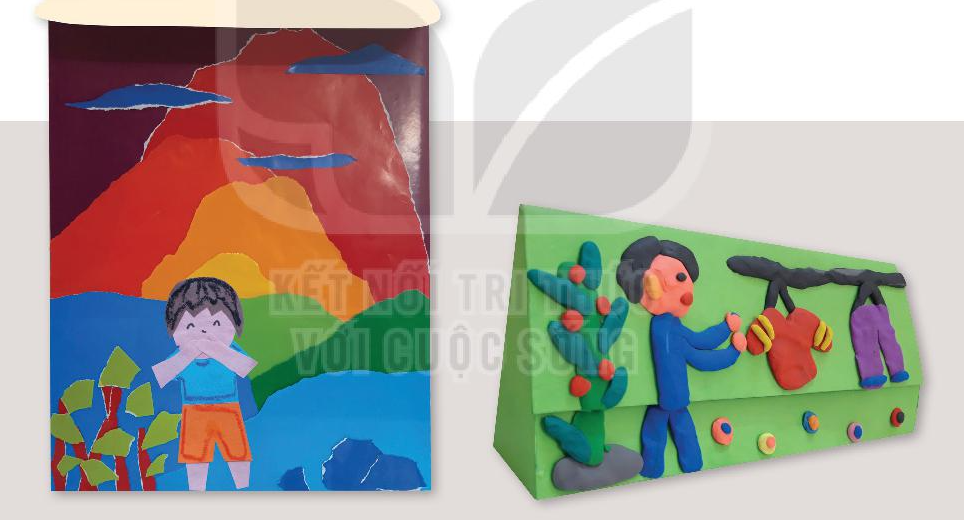 KẾT NỐI TRI THỨC
VỚI CUỘC SỐNG